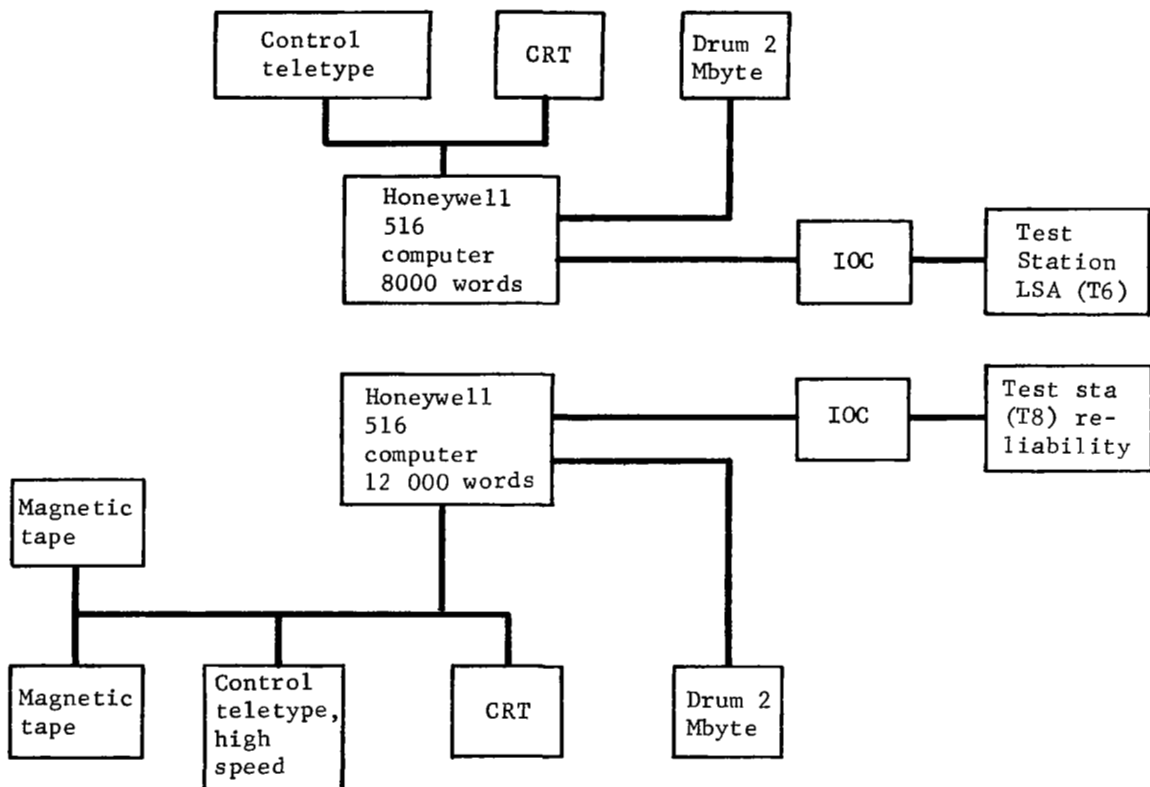 Control
teletype
CRT
Drum 2
Mbyte
Honeywell
516
computer
8000 words
IOC
Test
Station
LSA (T6)
Honeywell
516
computer
12 000 words
IOC
Test sta
(T8) re-
liability
Magnetic
tape
Magnetic
tape
Control
teletype,
high
speed
CRT
Drum 2
Mbyte